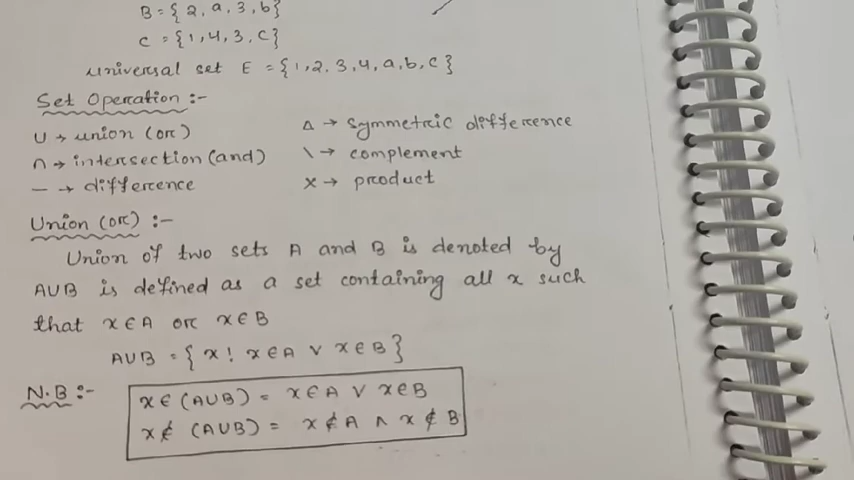 B = {2, a, 3, b}
C = {1, 4, 3, C}
universal set E = {1, 2, 3, 4, a, b, c}
Set Operation :-
∪ → union (or)
∩ → intersection (and)
— → difference
Δ → symmetric difference
\ → complement
× → product
Union (or) :-
Union of two sets A and B is denoted by
A∪B is defined as a set containing all x such
that x∈A or x∈B
A∪B = {x ! x∈A ∨ x∈B}
N.B :-
x∈(A∪B) = x∈A ∨ x∈B
x∉ (A∪B) = x∉A ∧ x∉B